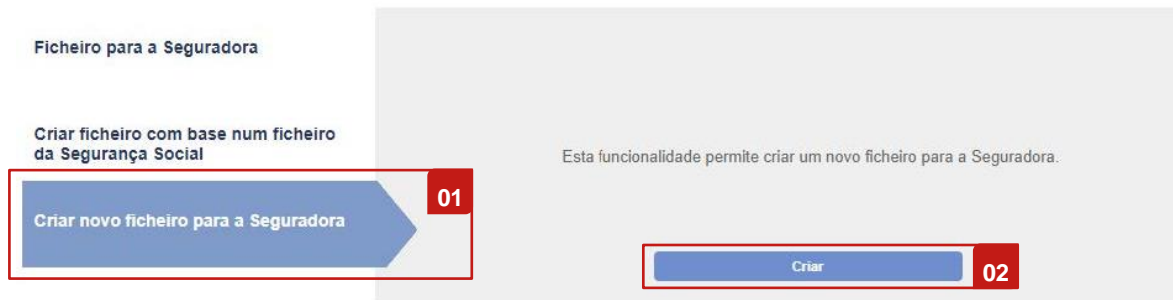 Ficheiro para a Seguradora
Criar ficheiro com base num ficheiro
da Segurança Social
Esta funcionalidade permite criar um novo ficheiro para a Seguradora.
01
Criar novo ficheiro para a Seguradora
Criar
02